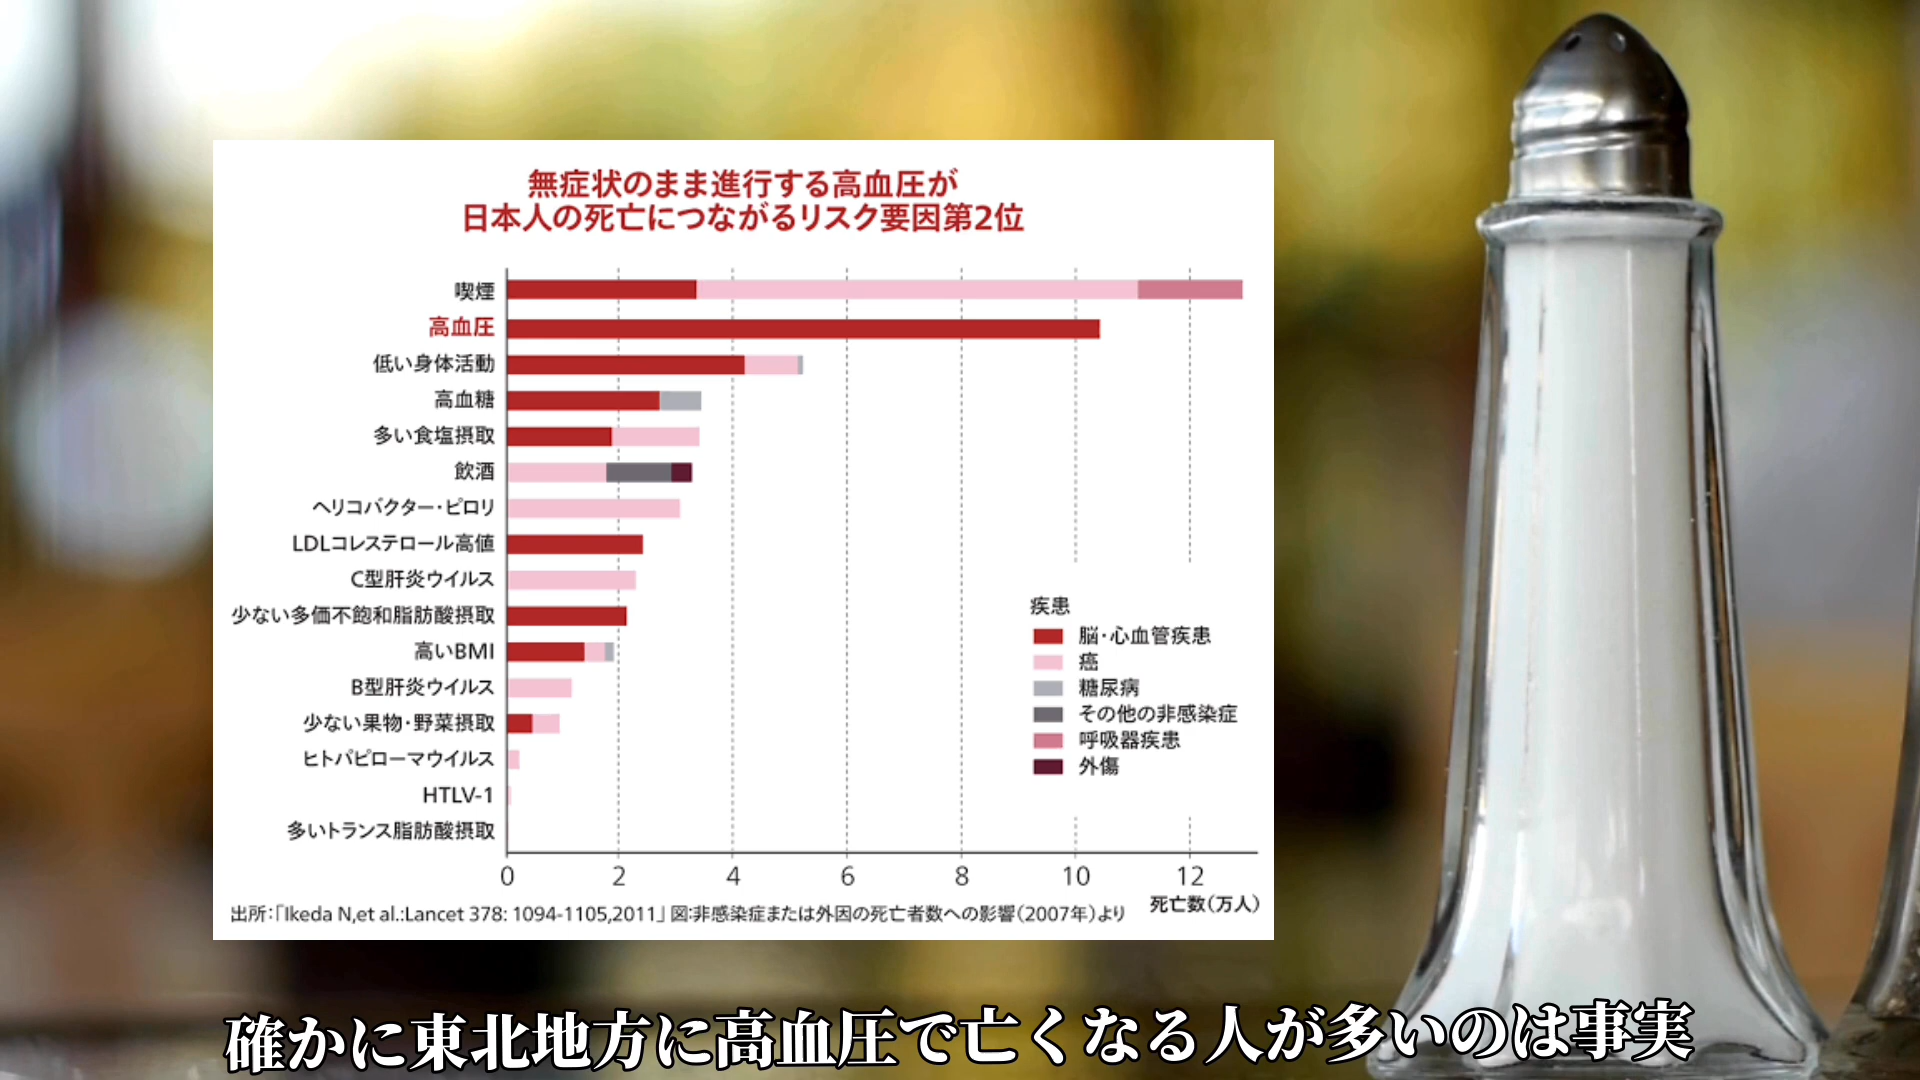 無症状のまま進行する高血圧が
日本人の死亡につながるリスク要因第2位
喫煙
高血圧
低い身体活動
高血糖
多い食塩摂取
飲酒
ヘリコバクター・ピロリ
LDLコレステロール高値
C型肝炎ウイルス
少ない多価不飽和脂肪酸摂取
高いBMI
B型肝炎ウイルス
少ない果物・野菜摂取
ヒトパピローマウイルス
HTLV-1
多いトランス脂肪酸摂取
疾患
脳・心血管疾患
癌
糖尿病
その他の非感染症
呼吸器疾患
外傷
0 2 4 6 8 10 12
死亡数（万人）
出所：「Ikeda N,et al.:Lancet 378: 1094-1105,2011」 図:非感染症または外因の死亡者数への影響（2007年）より
確かに東北地方に高血圧で亡くなる人が多いのは事実